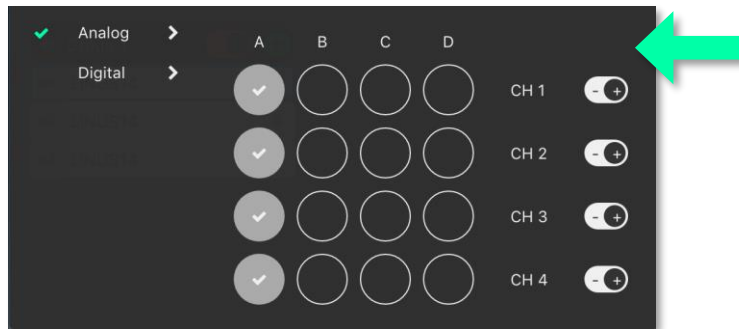 Analog
A B C D
Digital
CH 1 - +
CH 2 - +
CH 3 - +
CH 4 - +